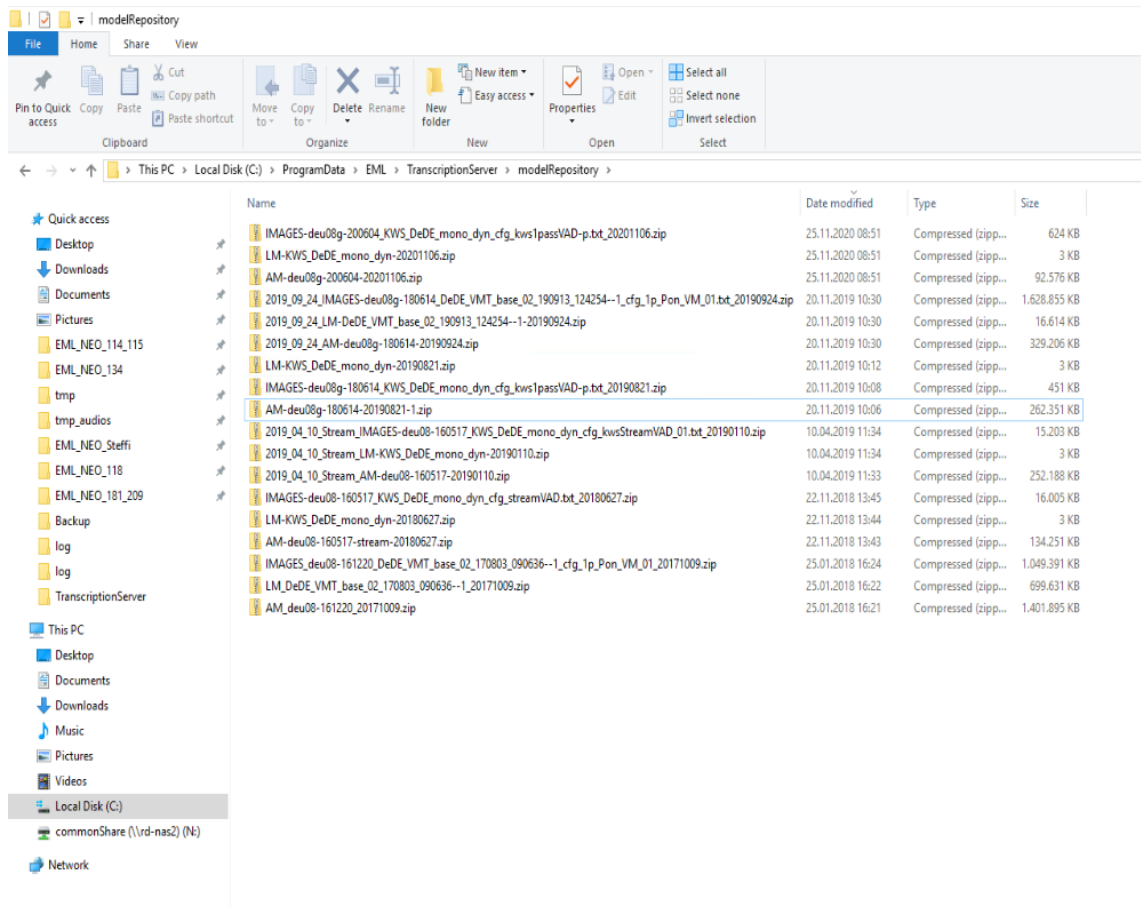 modelRepository
File Home Share View
Pin to Quick access
Copy
Paste
Cut
Copy path
Paste shortcut
Clipboard
Move to
Copy to
Delete
Rename
Organize
New folder
New item
Easy access
New
Properties
Open
Edit
Open
Select all
Select none
Invert selection
Select
This PC > Local Disk (C:) > ProgramData > EML > TranscriptionServer > modelRepository >
Quick access
Desktop
Downloads
Documents
Pictures
EML_NEO_114_115
EML_NEO_134
tmp
tmp_audios
EML_NEO_Steffi
EML_NEO_118
EML_NEO_181_209
Backup
log
log
TranscriptionServer
This PC
Desktop
Documents
Downloads
Music
Pictures
Videos
Local Disk (C:)
commonShare (\\rd-nas2) (N:)
Network
Name Date modified Type Size
IMAGES-deu08g-200604_KWS_DeDE_mono_dyn_cfg_kws1passVAD-p.txt_20201106.zip 25.11.2020 08:51 Compressed (zipp... 624 KB
LM-KWS_DeDE_mono_dyn-20201106.zip 25.11.2020 08:51 Compressed (zipp... 3 KB
AM-deu08g-200604-20201106.zip 25.11.2020 08:51 Compressed (zipp... 92.576 KB
2019_09_24_IMAGES-deu08g-180614_DeDE_VMT_base_02_190913_124254--1_cfg_1p_Pon_VM_01.txt_20190924.zip 20.11.2019 10:30 Compressed (zipp... 1.628.855 KB
2019_09_24_LM-DeDE_VMT_base_02_190913_124254--1-20190924.zip 20.11.2019 10:30 Compressed (zipp... 16.614 KB
2019_09_24_AM-deu08g-180614-20190924.zip 20.11.2019 10:30 Compressed (zipp... 329.206 KB
LM-KWS_DeDE_mono_dyn-20190821.zip 20.11.2019 10:12 Compressed (zipp... 3 KB
IMAGES-deu08g-180614_KWS_DeDE_mono_dyn_cfg_kws1passVAD-p.txt_20190821.zip 20.11.2019 10:08 Compressed (zipp... 451 KB
AM-deu08g-180614-20190821-1.zip 20.11.2019 10:06 Compressed (zipp... 262.351 KB
2019_04_10_Stream_IMAGES-deu08-160517_KWS_DeDE_mono_dyn_cfg_kwsStreamVAD_01.txt_20190110.zip 10.04.2019 11:34 Compressed (zipp... 15.203 KB
2019_04_10_Stream_LM-KWS_DeDE_mono_dyn-20190110.zip 10.04.2019 11:34 Compressed (zipp... 3 KB
2019_04_10_Stream_AM-deu08-160517-20190110.zip 10.04.2019 11:33 Compressed (zipp... 252.188 KB
IMAGES-deu08-160517_KWS_DeDE_mono_dyn_cfg_streamVAD.txt_20180627.zip 22.11.2018 13:45 Compressed (zipp... 16.005 KB
LM-KWS_DeDE_mono_dyn-20180627.zip 22.11.2018 13:44 Compressed (zipp... 3 KB
AM-deu08-160517-stream-20180627.zip 22.11.2018 13:43 Compressed (zipp... 134.251 KB
IMAGES_deu08-161220_DeDE_VMT_base_02_170803_090636--1_cfg_1p_Pon_VM_01_20171009.zip 25.01.2018 16:24 Compressed (zipp... 1.049.391 KB
LM_DeDE_VMT_base_02_170803_090636--1_20171009.zip 25.01.2018 16:22 Compressed (zipp... 699.631 KB
AM_deu08-161220_20171009.zip 25.01.2018 16:21 Compressed (zipp... 1.401.895 KB